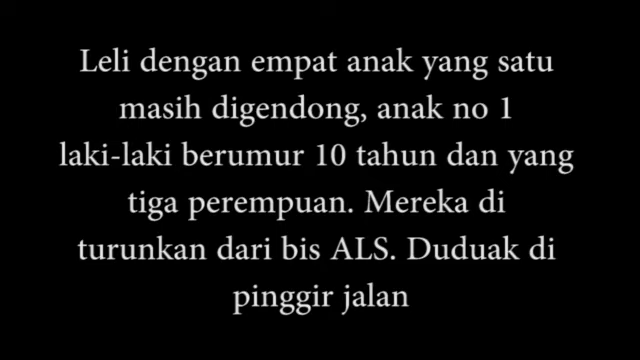 Leli dengan empat anak yang satu
masih digendong, anak no 1
laki-laki berumur 10 tahun dan yang
tiga perempuan. Mereka di
turunkan dari bis ALS. Duduak di
pinggir jalan